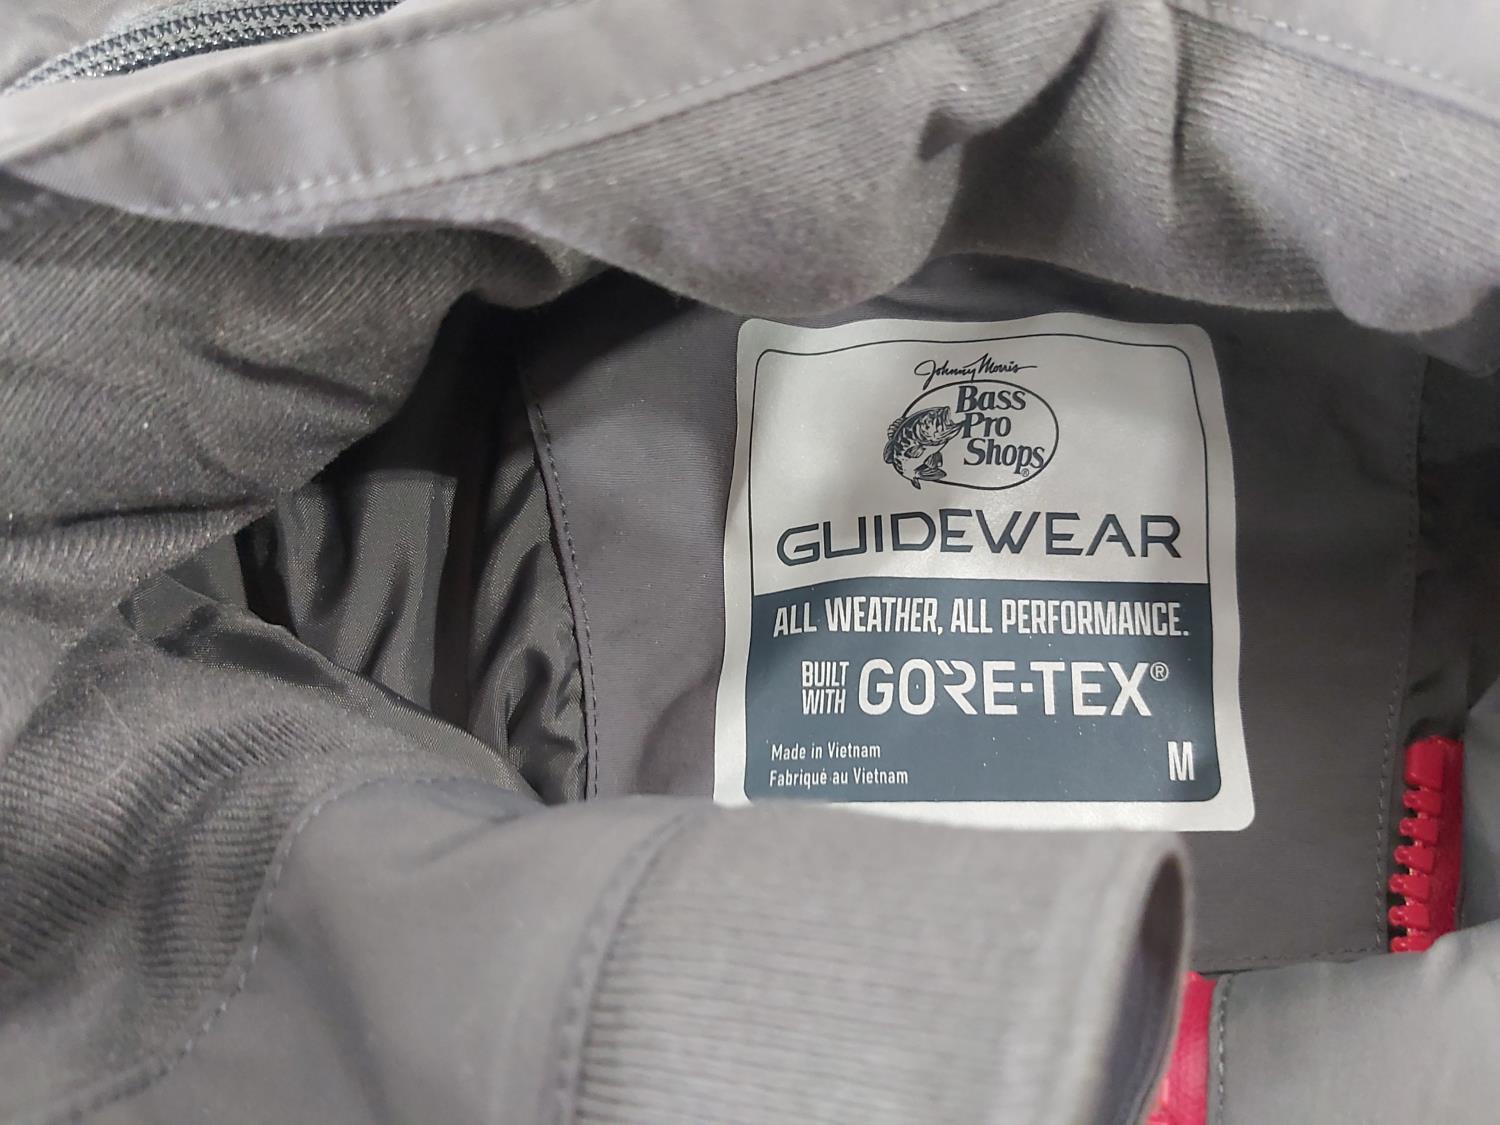 Johnny Morris
Bass
Pro
Shops®
GUIDEWEAR
ALL WEATHER, ALL PERFORMANCE.
BUILT WITH GORE-TEX®
Made in Vietnam
Fabriqué au Vietnam
M